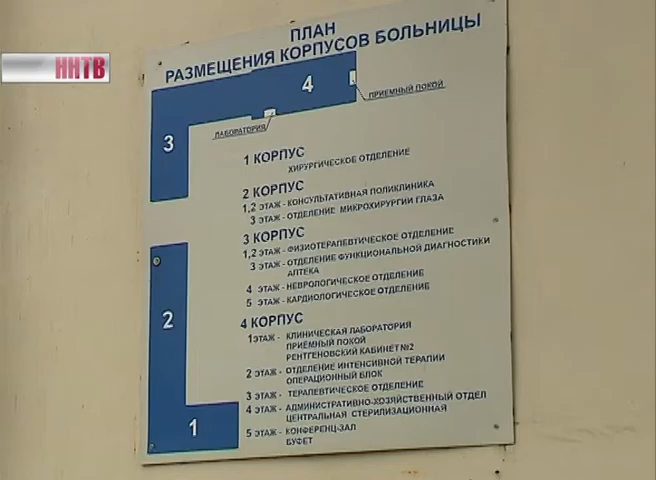 ННТВ
ПЛАН
РАЗМЕЩЕНИЯ КОРПУСОВ БОЛЬНИЦЫ
4
ПРИЕМНЫЙ ПОКОЙ
ЛАБОРАТОРИЯ
3
1 КОРПУС
ХИРУРГИЧЕСКОЕ ОТДЕЛЕНИЕ
2 КОРПУС
1,2 ЭТАЖ - КОНСУЛЬТАТИВНАЯ ПОЛИКЛИНИКА
3 ЭТАЖ - ОТДЕЛЕНИЕ МИКРОХИРУРГИИ ГЛАЗА
3 КОРПУС
1,2 ЭТАЖ - ФИЗИОТЕРАПЕВТИЧЕСКОЕ ОТДЕЛЕНИЕ
3 ЭТАЖ - ОТДЕЛЕНИЕ ФУНКЦИОНАЛЬНОЙ ДИАГНОСТИКИ
АПТЕКА
4 ЭТАЖ - НЕВРОЛОГИЧЕСКОЕ ОТДЕЛЕНИЕ
5 ЭТАЖ - КАРДИОЛОГИЧЕСКОЕ ОТДЕЛЕНИЕ
2
4 КОРПУС
1 ЭТАЖ - КЛИНИЧЕСКАЯ ЛАБОРАТОРИЯ
ПРИЕМНЫЙ ПОКОЙ
РЕНТГЕНОВСКИЙ КАБИНЕТ №2
2 ЭТАЖ - ОТДЕЛЕНИЕ ИНТЕНСИВНОЙ ТЕРАПИИ
ОПЕРАЦИОННЫЙ БЛОК
3 ЭТАЖ - ТЕРАПЕВТИЧЕСКОЕ ОТДЕЛЕНИЕ
4 ЭТАЖ - АДМИНИСТРАТИВНО-ХОЗЯЙСТВЕННЫЙ ОТДЕЛ
ЦЕНТРАЛЬНАЯ СТЕРИЛИЗАЦИОННАЯ
5 ЭТАЖ - КОНФЕРЕНЦ-ЗАЛ
БУФЕТ
1